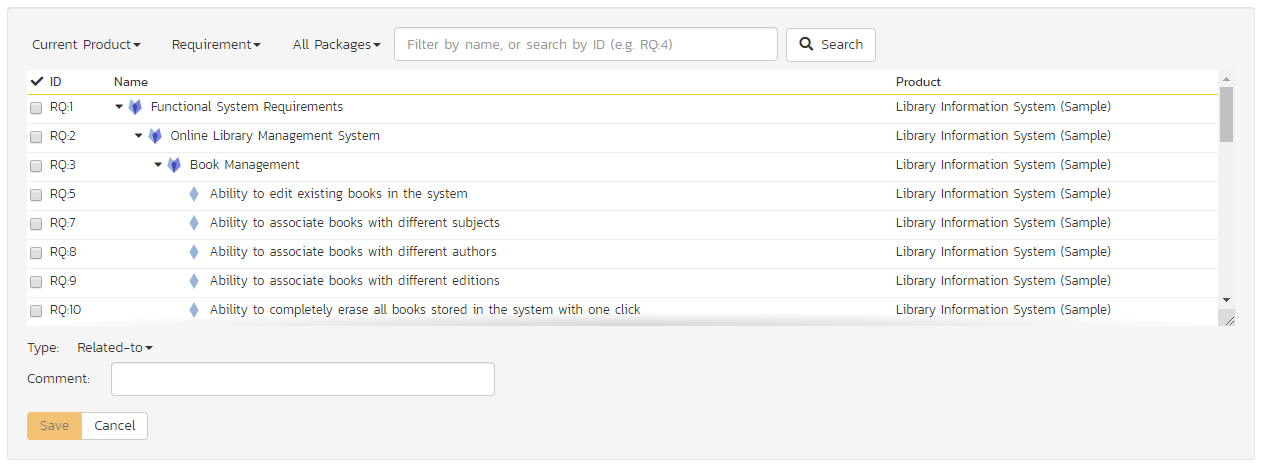 Current Product Requirement All Packages Filter by name, or search by ID (e.g. RQ:4) Search
ID Name Product
RQ:1 Functional System Requirements Library Information System (Sample)
RQ:2 Online Library Management System Library Information System (Sample)
RQ:3 Book Management Library Information System (Sample)
RQ:5 Ability to edit existing books in the system Library Information System (Sample)
RQ:7 Ability to associate books with different subjects Library Information System (Sample)
RQ:8 Ability to associate books with different authors Library Information System (Sample)
RQ:9 Ability to associate books with different editions Library Information System (Sample)
RQ:10 Ability to completely erase all books stored in the system with one click Library Information System (Sample)
Type: Related-to
Comment:
Save Cancel